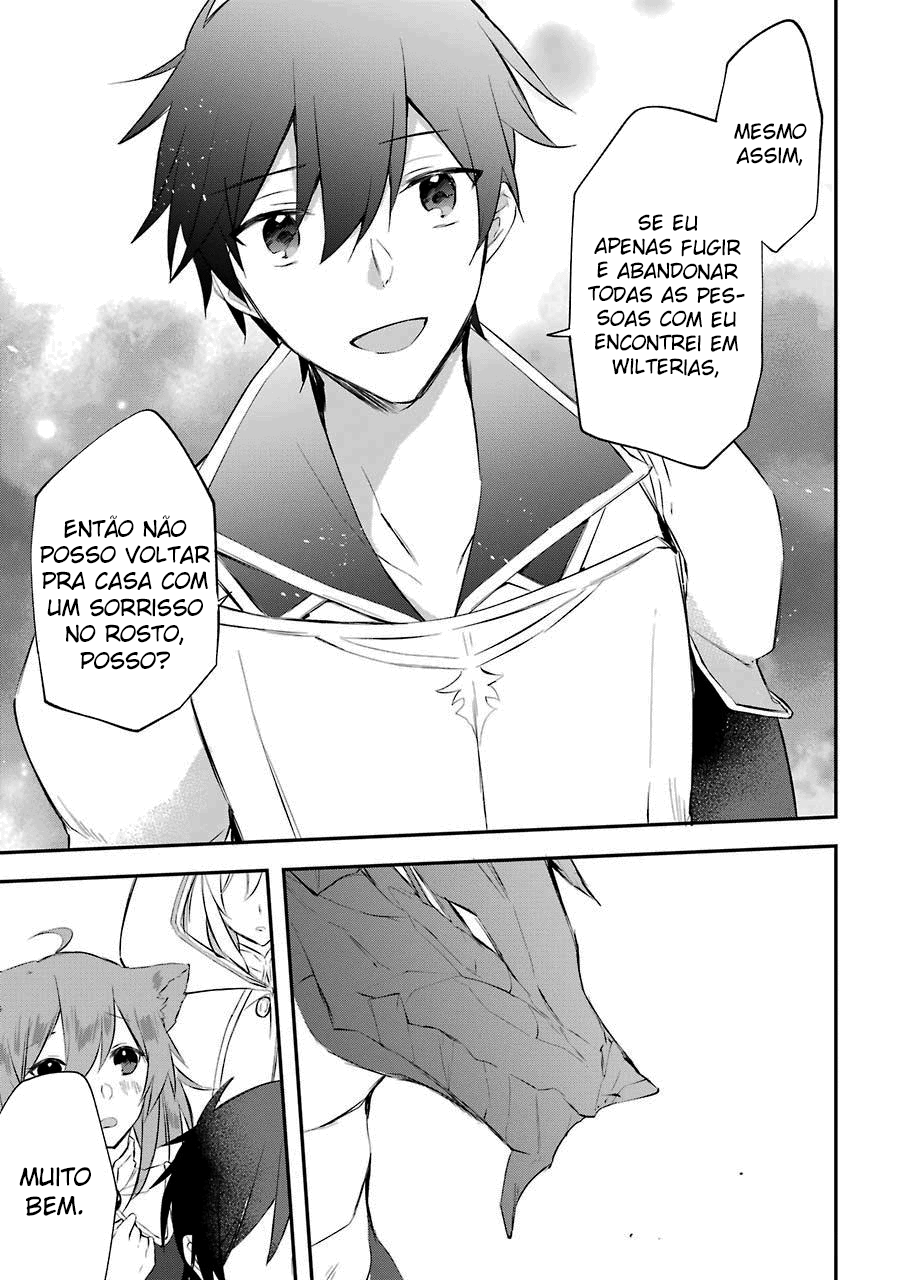 MESMO
ASSIM,
SE EU
APENAS FUGIR
E ABANDONAR
TODAS AS PES-
SOAS COM EU
ENCONTREI EM
WILTERIAS,
ENTÃO NÃO
POSSO VOLTAR
PRA CASA COM
UM SORRISSO
NO ROSTO,
POSSO?
MUITO
BEM.